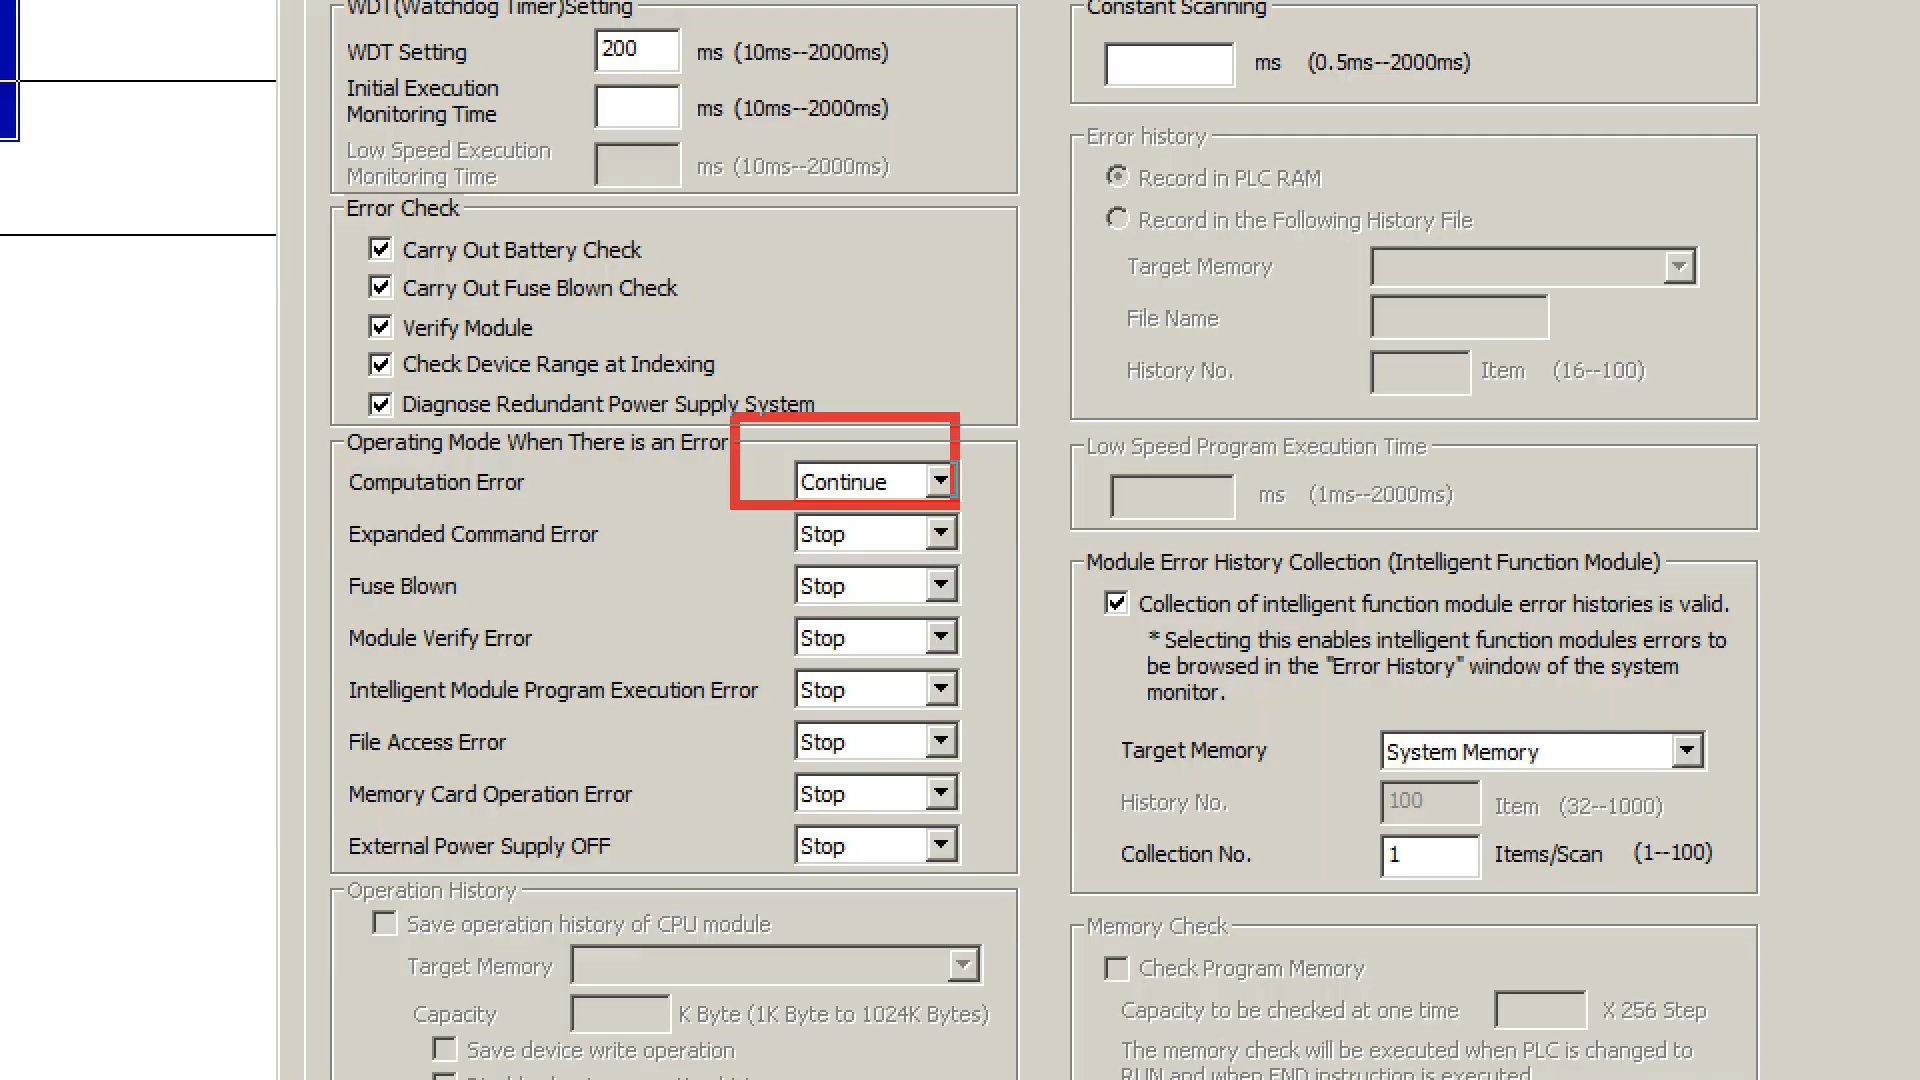 WDT(Watchdog Timer)Setting
WDT Setting
200
ms (10ms--2000ms)
Initial Execution
Monitoring Time
ms (10ms--2000ms)
Low Speed Execution
Monitoring Time
ms (10ms--2000ms)
Error Check
Carry Out Battery Check
Carry Out Fuse Blown Check
Verify Module
Check Device Range at Indexing
Diagnose Redundant Power Supply System
Operating Mode When There is an Error
Computation Error
Continue
Expanded Command Error
Stop
Fuse Blown
Stop
Module Verify Error
Stop
Intelligent Module Program Execution Error
Stop
File Access Error
Stop
Memory Card Operation Error
Stop
External Power Supply OFF
Stop
Operation History
Save operation history of CPU module
Target Memory
Capacity
K Byte (1K Byte to 1024K Bytes)
Save device write operation
Constant Scanning
ms (0.5ms--2000ms)
Error history
Record in PLC RAM
Record in the Following History File
Target Memory
File Name
History No.
Item (16--100)
Low Speed Program Execution Time
ms (1ms--2000ms)
Module Error History Collection (Intelligent Function Module)
Collection of intelligent function module error histories is valid.
* Selecting this enables intelligent function modules errors to
be browsed in the "Error History" window of the system
monitor.
Target Memory
System Memory
History No.
100
Item (32--1000)
Collection No.
1
Items/Scan (1--100)
Memory Check
Check Program Memory
Capacity to be checked at one time
X 256 Step
The memory check will be executed when PLC is changed to
RUN and when END instruction is executed